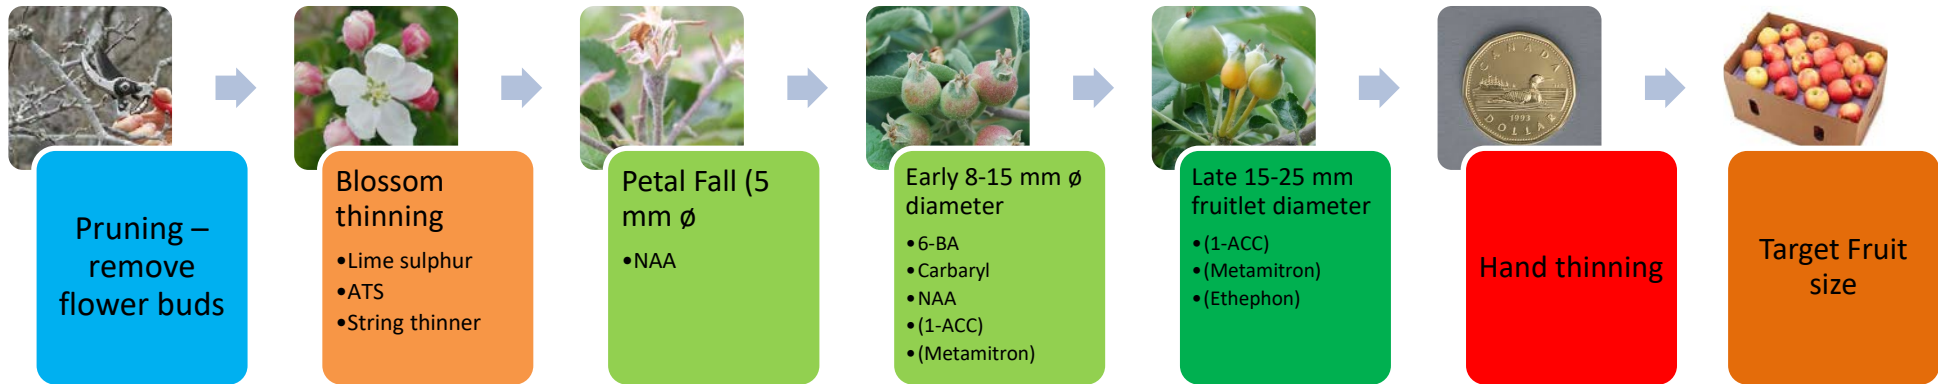 Pruning –
remove
flower buds
Blossom
thinning
•Lime sulphur
•ATS
•String thinner
Petal Fall (5
mm ø
•NAA
Early 8-15 mm ø
diameter
•6-BA
•Carbaryl
•NAA
•(1-ACC)
•(Metamitron)
Late 15-25 mm
fruitlet diameter
•(1-ACC)
•(Metamitron)
•(Ethephon)
CANADA
1993
DOLLAR
Hand thinning
Target Fruit
size